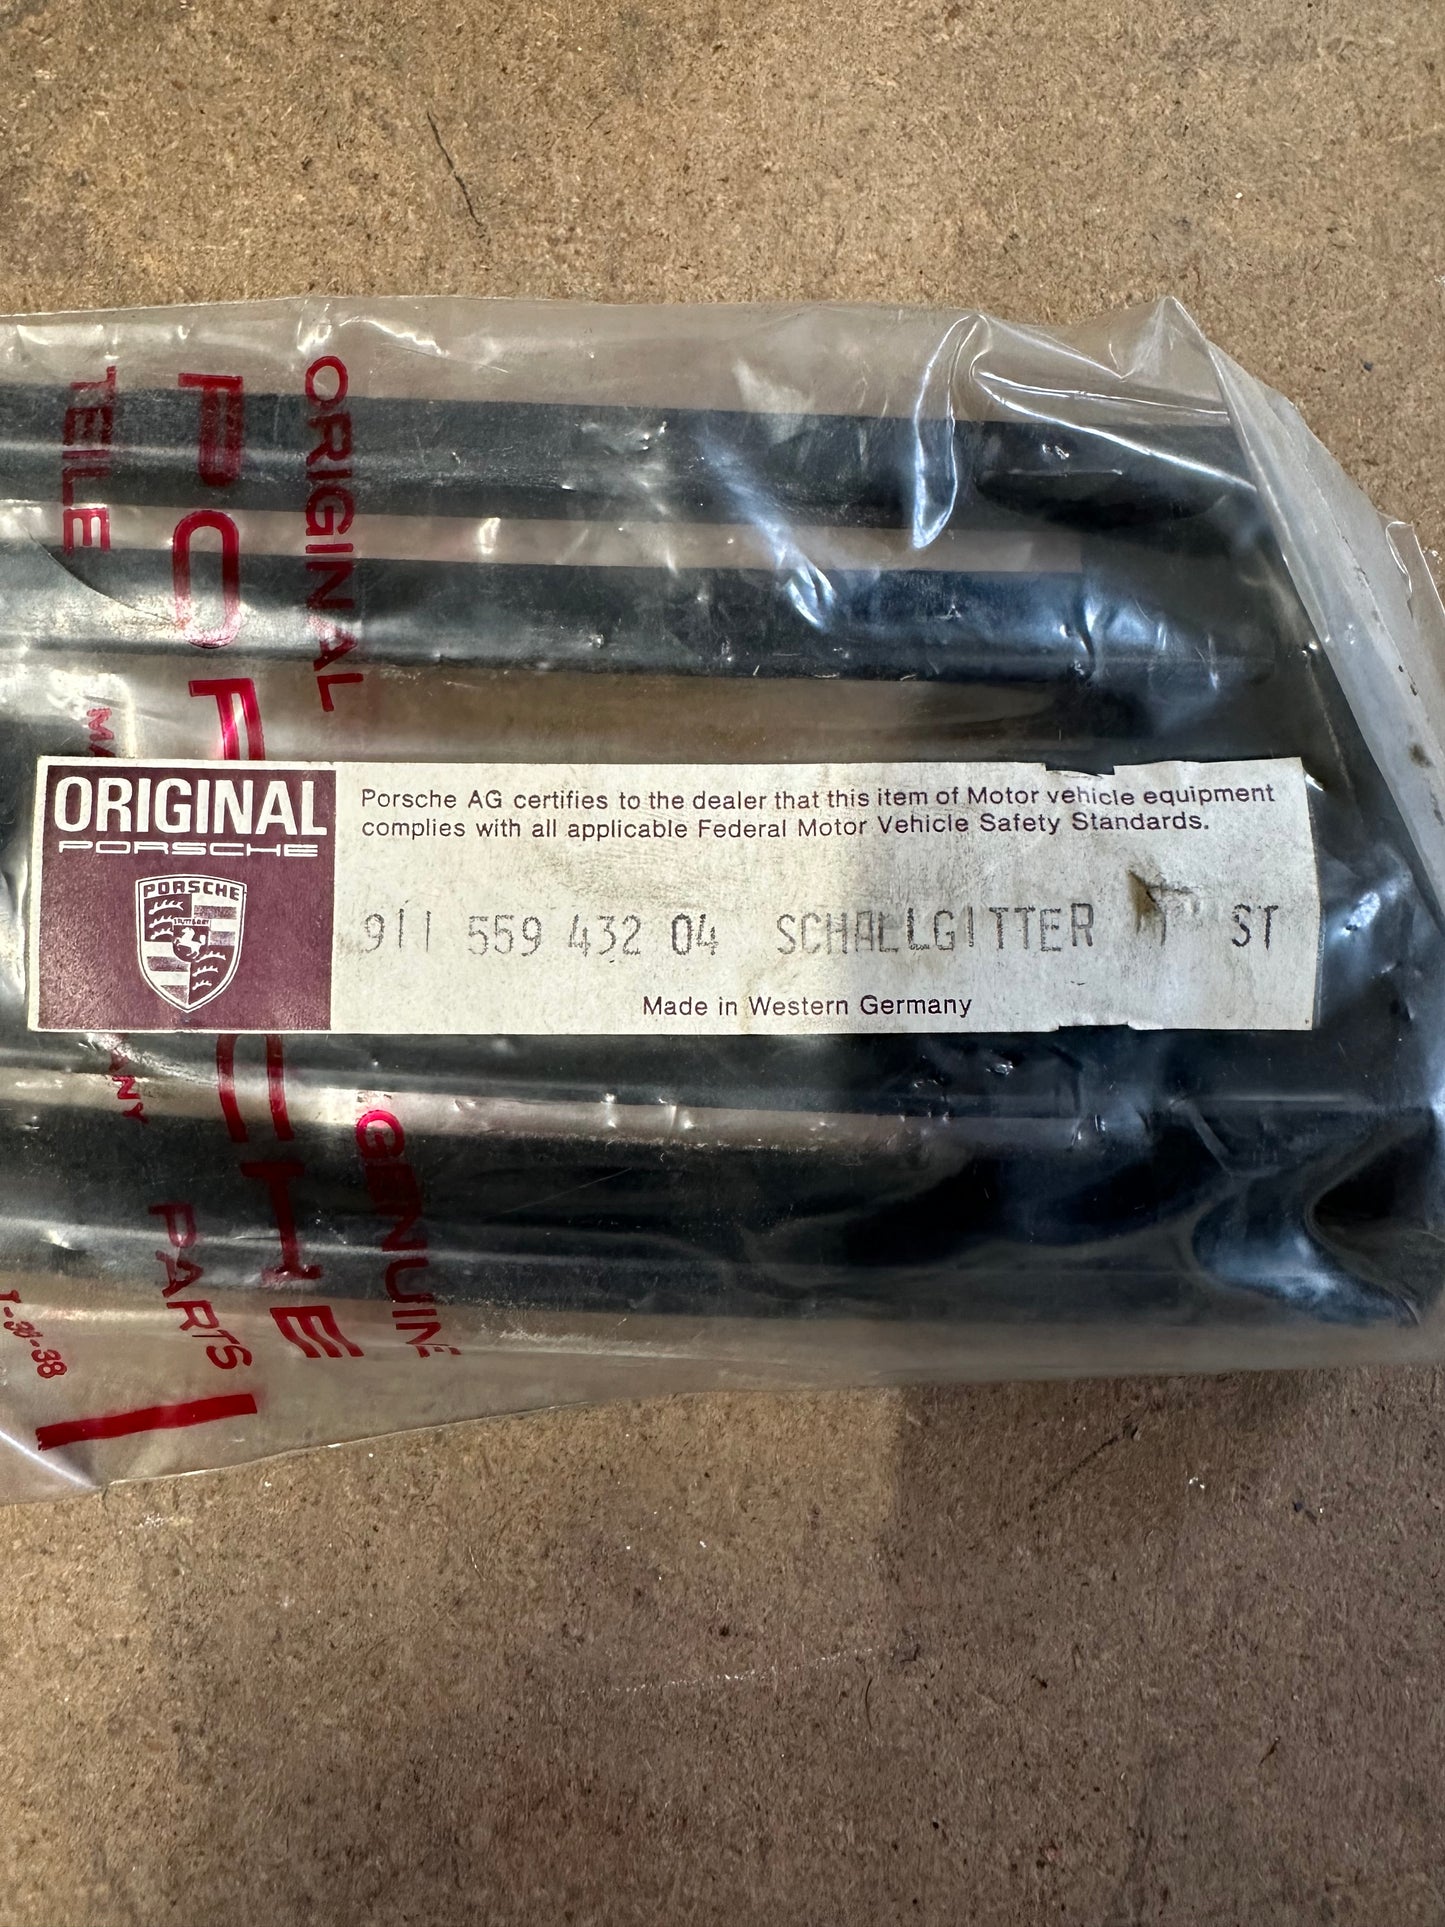 ORIGINAL
TEILE
ORIGINAL
PORSCHE
PORSCHE
Porsche AG certifies to the dealer that this item of Motor vehicle equipment
complies with all applicable Federal Motor Vehicle Safety Standards.
911 559 432 04 SCHALLGITTER 1 ST
Made in Western Germany
GENUINE
PARTS